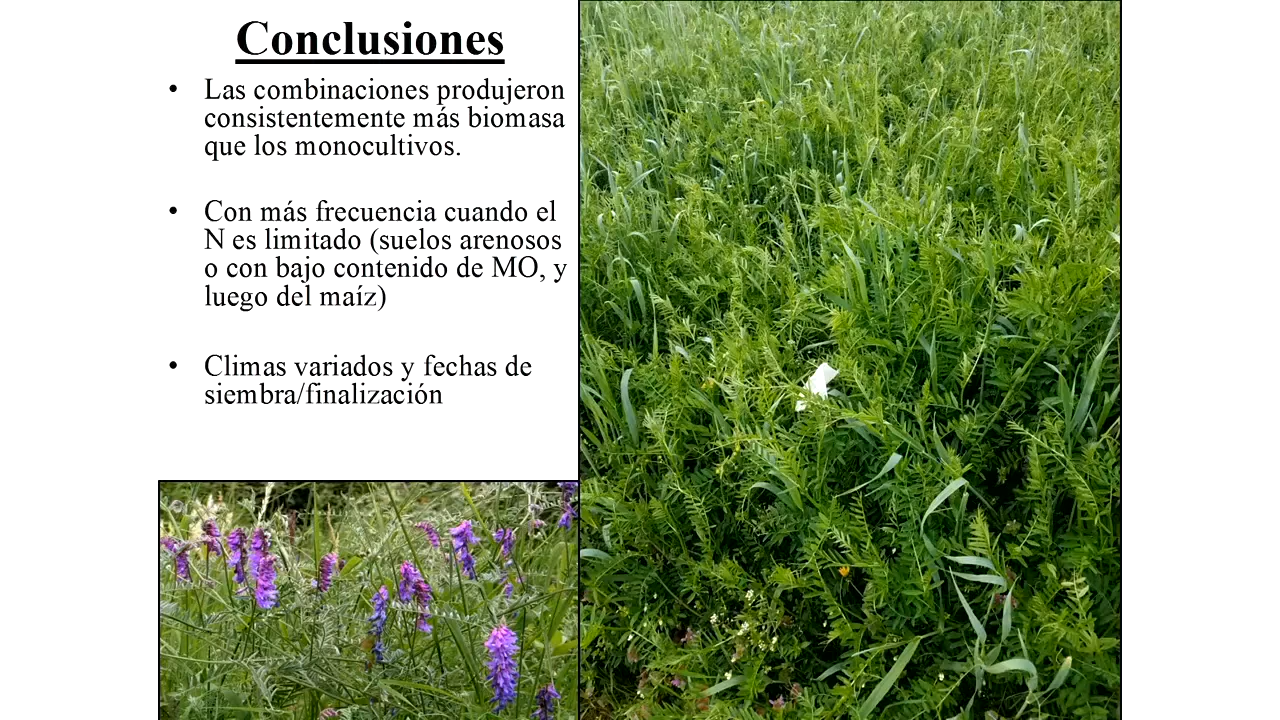 Conclusiones
• Las combinaciones produjeron
consistentemente más biomasa
que los monocultivos.
• Con más frecuencia cuando el
N es limitado (suelos arenosos
o con bajo contenido de MO, y
luego del maíz)
• Climas variados y fechas de
siembra/finalización